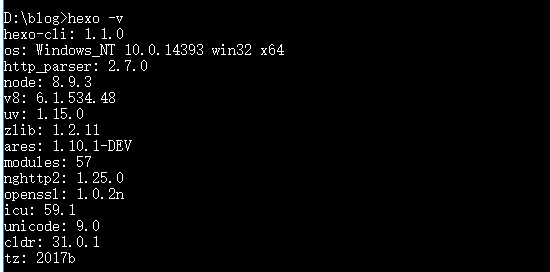 D:\blog>hexo -v
hexo-cli: 1.1.0
os: Windows_NT 10.0.14393 win32 x64
http_parser: 2.7.0
node: 8.9.3
v8: 6.1.534.48
uv: 1.15.0
zlib: 1.2.11
ares: 1.10.1-DEV
modules: 57
nghttp2: 1.25.0
openssl: 1.0.2n
icu: 59.1
unicode: 9.0
cldr: 31.0.1
tz: 2017b